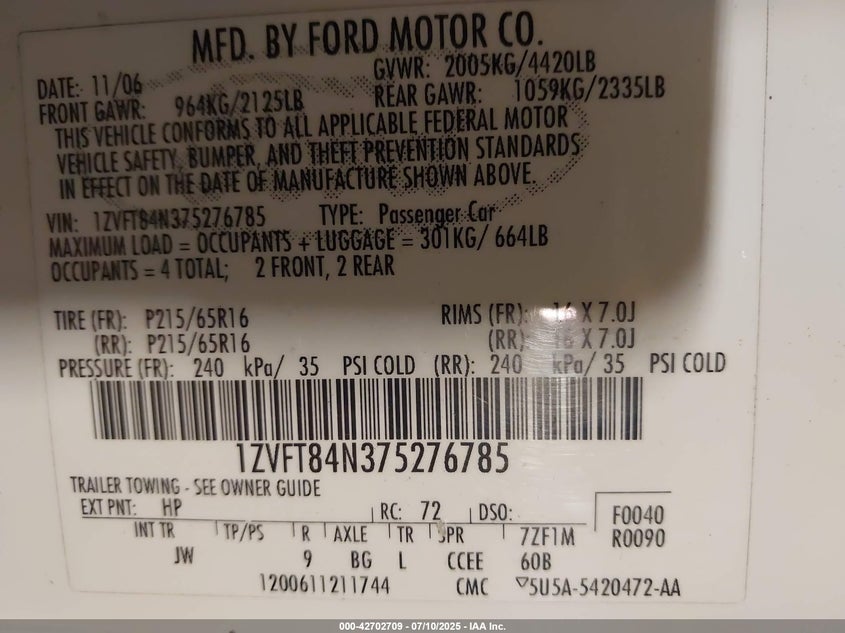 MFD. BY FORD MOTOR CO.
DATE: 11/06 GVWR: 2005KG/4420LB
FRONT GAWR: 964KG/2125LB REAR GAWR: 1059KG/2335LB
THIS VEHICLE CONFORMS TO ALL APPLICABLE FEDERAL MOTOR
VEHICLE SAFETY, BUMPER, AND THEFT PREVENTION STANDARDS
IN EFFECT ON THE DATE OF MANUFACTURE SHOWN ABOVE.
VIN: 1ZVFT84N375276785 TYPE: Passenger Car
MAXIMUM LOAD = OCCUPANTS + LUGGAGE = 301KG/ 664LB
OCCUPANTS = 4 TOTAL; 2 FRONT, 2 REAR
TIRE (FR): P215/65R16 RIMS (FR): 16 X 7.0J
(RR): P215/65R16 (RR): 16 X 7.0J
PRESSURE (FR): 240 kPa/ 35 PSI COLD (RR): 240 kPa/ 35 PSI COLD
1ZVFT84N375276785
TRAILER TOWING - SEE OWNER GUIDE
EXT PNT: HP RC: 72 DSO: F0040
INT TR TP/PS R AXLE TR SPR 7ZF1M R0090
JW 9 BG L CCEE 60B
1200611211744 CMC ▽5U5A-5420472-AA
000-42702709 - 07/10/2025 - IAA Inc.